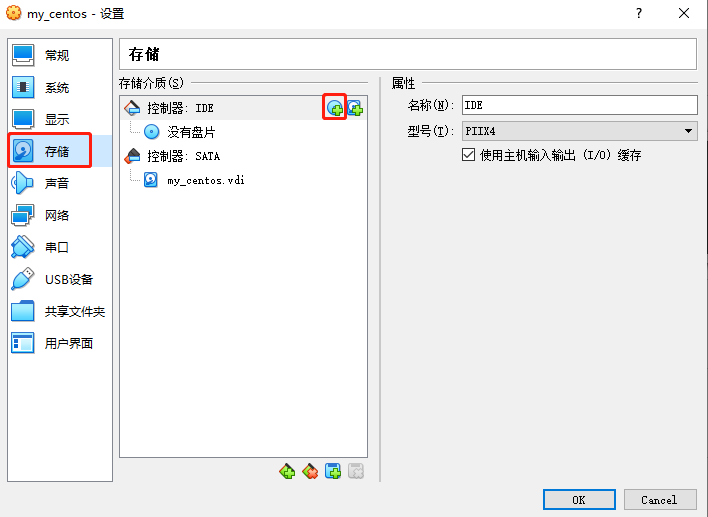 my_centos - 设置
常规
系统
显示
存储
声音
网络
串口
USB设备
共享文件夹
用户界面
存储
存储介质(S)
控制器: IDE
没有盘片
控制器: SATA
my_centos.vdi
属性
名称(N): IDE
型号(T): PIIX4
使用主机输入输出 (I/O) 缓存
OK
Cancel